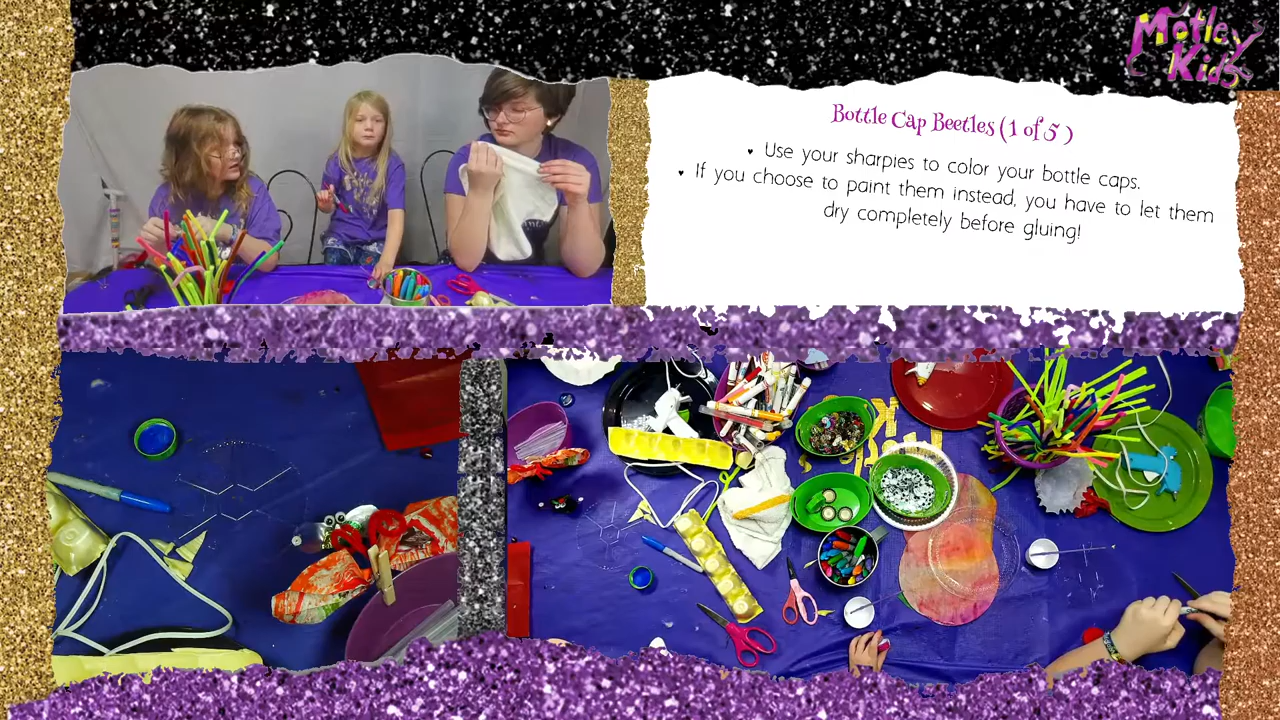 Motley
Kids
Bottle Cap Beetles (1 of 5 )
♥ Use your sharpies to color your bottle caps.
♥ If you choose to paint them instead, you have to let them
dry completely before gluing!